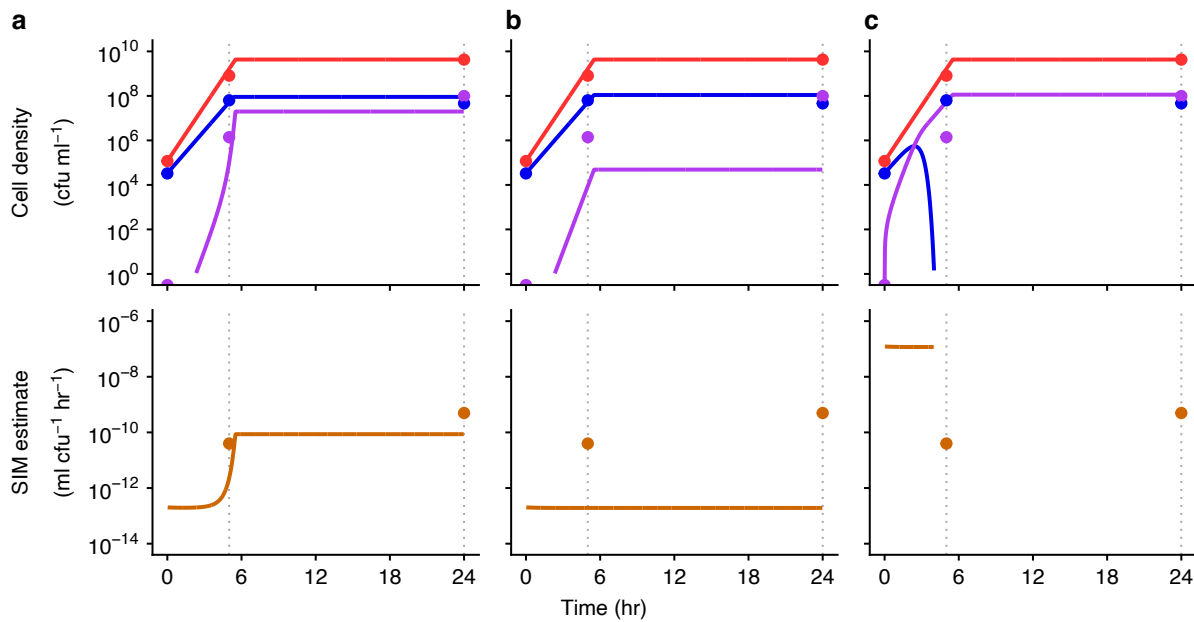 a b c
10^10
10^8
10^6
10^4
10^2
10^0
Cell density
(cfu ml^−1)
10^−6
10^−8
10^−10
10^−12
10^−14
SIM estimate
(ml cfu^−1 hr^−1)
0 6 12 18 24 0 6 12 18 24 0 6 12 18 24
Time (hr)